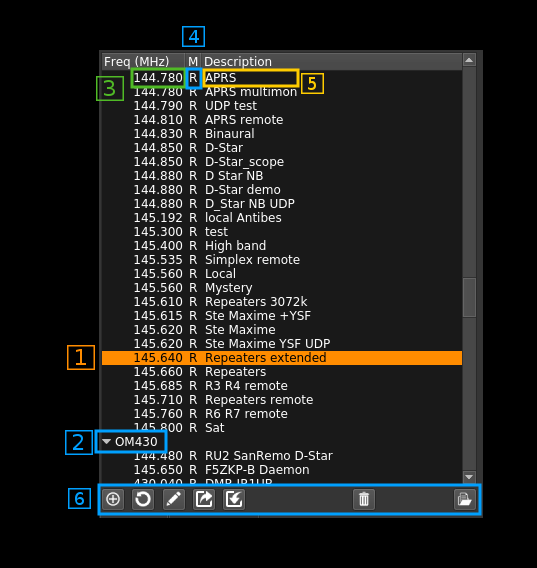 4
Freq (MHz) M Description
3 144.780 R APRS 5
144.780 R APRS multimon
144.790 R UDP test
144.810 R APRS remote
144.830 R Binaural
144.850 R D-Star
144.850 R D-Star_scope
144.880 R D Star NB
144.880 R D-Star demo
144.880 R D_Star NB UDP
145.192 R local Antibes
145.300 R test
145.400 R High band
145.535 R Simplex remote
145.560 R Local
145.560 R Mystery
145.610 R Repeaters 3072k
145.615 R Ste Maxime +YSF
145.620 R Ste Maxime
145.620 R Ste Maxime YSF UDP
1 145.640 R Repeaters extended
145.660 R Repeaters
145.685 R R3 R4 remote
145.710 R Repeaters remote
145.760 R R6 R7 remote
145.800 R Sat
2 OM430
144.480 R RU2 SanRemo D-Star
145.650 R F5ZKP-B Daemon
430.040 R DMR IR1UB
6